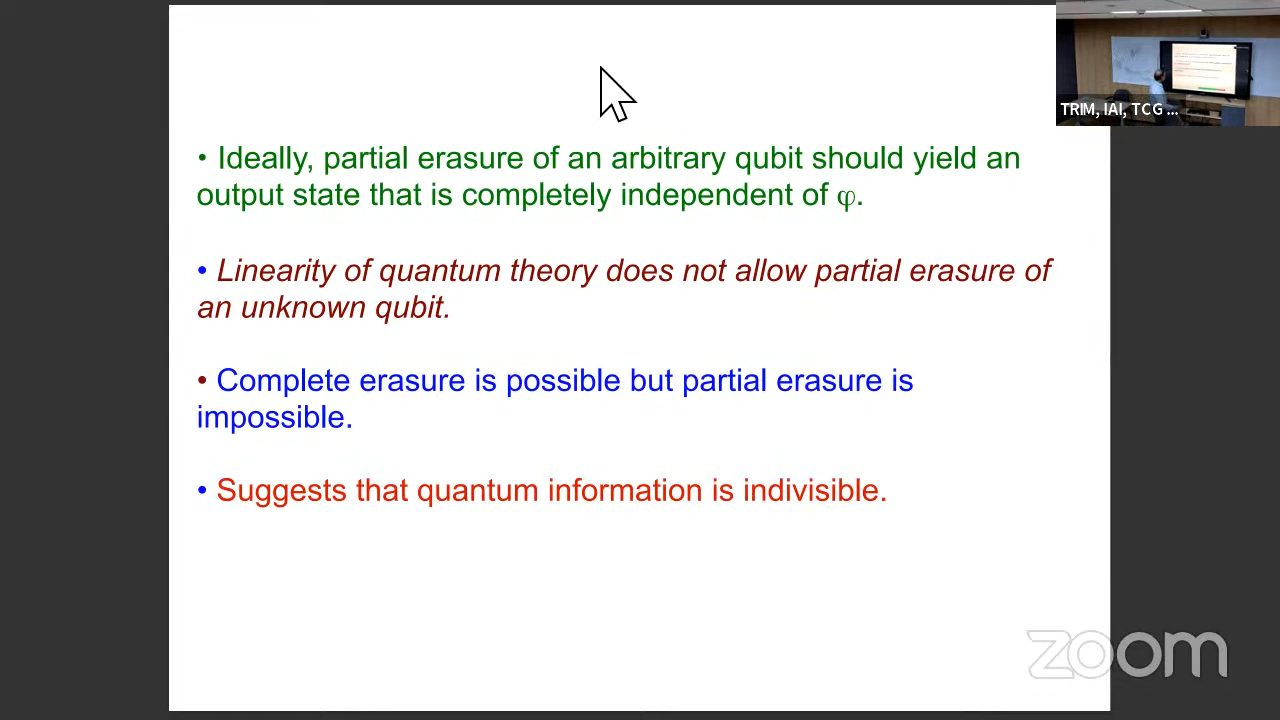 TRIM, IAI, TCG ...
• Ideally, partial erasure of an arbitrary qubit should yield an
output state that is completely independent of φ.
• Linearity of quantum theory does not allow partial erasure of
an unknown qubit.
• Complete erasure is possible but partial erasure is
impossible.
• Suggests that quantum information is indivisible.
zoom